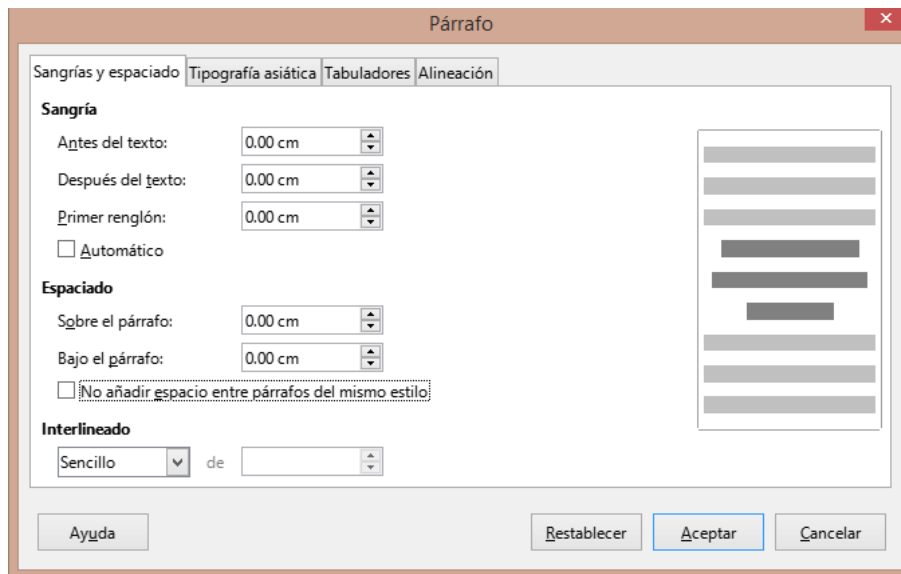 Párrafo
Sangrías y espaciado Tipografía asiática Tabuladores Alineación
Sangría
Antes del texto: 0.00 cm
Después del texto: 0.00 cm
Primer renglón: 0.00 cm
Automático
Espaciado
Sobre el párrafo: 0.00 cm
Bajo el párrafo: 0.00 cm
No añadir espacio entre párrafos del mismo estilo
Interlineado
Sencillo de
Ayuda Restablecer Aceptar Cancelar